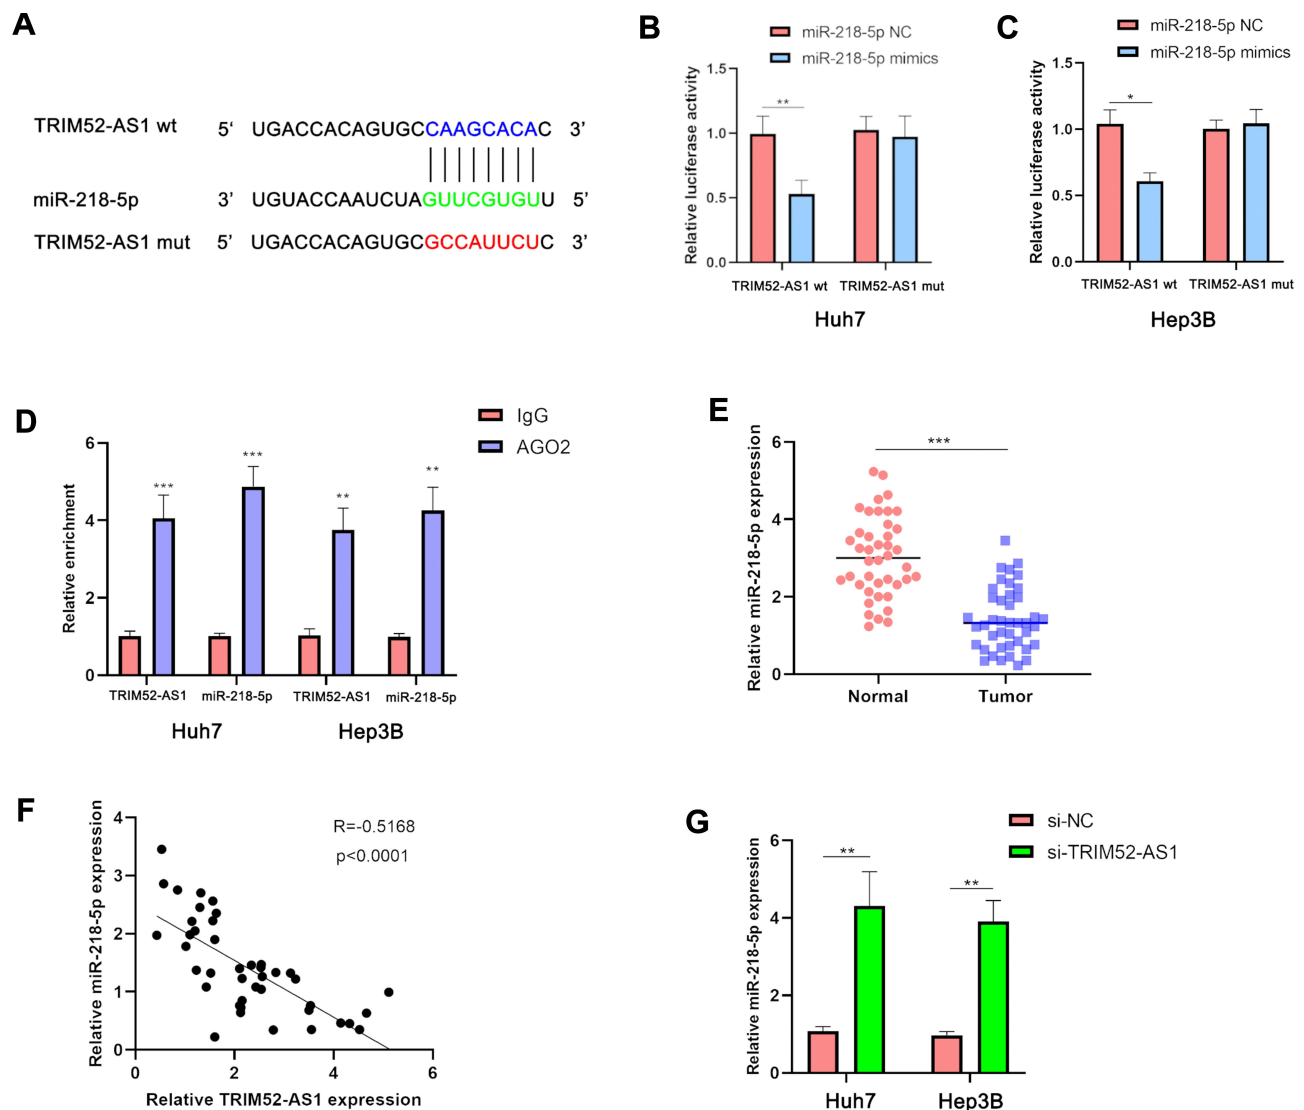 A
TRIM52-AS1 wt 5‘ UGACCACAGUGCCAAGCACAC 3’
miR-218-5p 3’ UGUACCAAUCUAGUUCGUGUU 5’
TRIM52-AS1 mut 5‘ UGACCACAGUGCGCCAUUCUC 3’
B
miR-218-5p NC
miR-218-5p mimics
Relative luciferase activity
1.5
1.0
0.5
0.0
**
TRIM52-AS1 wt TRIM52-AS1 mut
Huh7
C
miR-218-5p NC
miR-218-5p mimics
Relative luciferase activity
1.5
1.0
0.5
0.0
*
TRIM52-AS1 wt TRIM52-AS1 mut
Hep3B
D
IgG
AGO2
Relative enrichment
6
4
2
0
*** *** ** **
TRIM52-AS1 miR-218-5p TRIM52-AS1 miR-218-5p
Huh7 Hep3B
E
Relative miR-218-5p expression
6
4
2
0
***
Normal Tumor
F
Relative miR-218-5p expression
4
3
2
1
0
R=-0.5168
p<0.0001
0 2 4 6
Relative TRIM52-AS1 expression
G
si-NC
si-TRIM52-AS1
Relative miR-218-5p expression
6
4
2
0
** **
Huh7 Hep3B